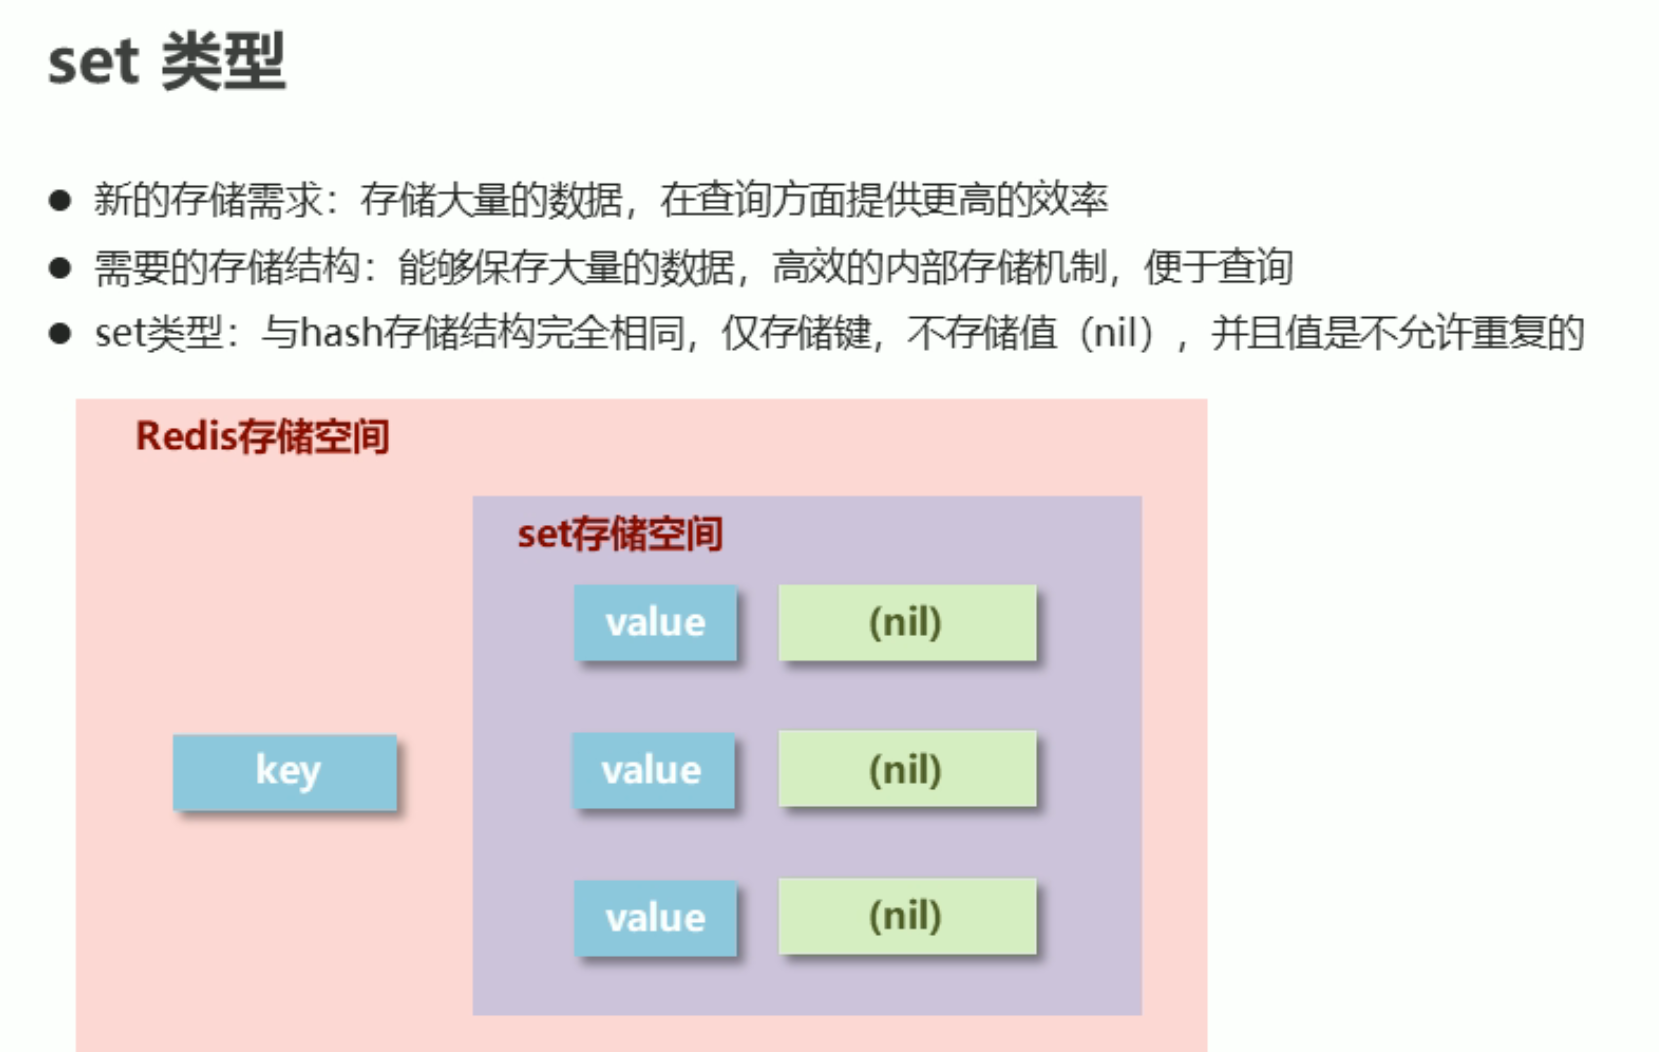 set 类型
● 新的存储需求：存储大量的数据，在查询方面提供更高的效率
● 需要的存储结构：能够保存大量的数据，高效的内部存储机制，便于查询
● set类型：与hash存储结构完全相同，仅存储键，不存储值（nil），并且值是不允许重复的
Redis存储空间
set存储空间
value (nil)
key
value (nil)
value (nil)